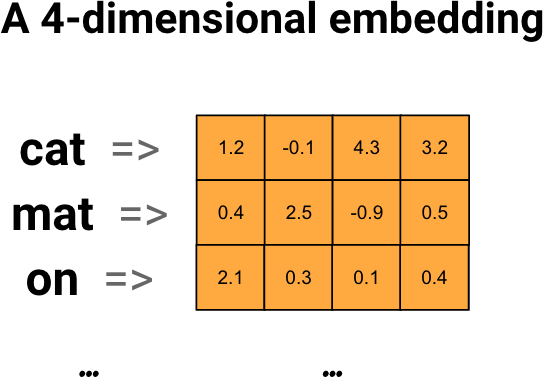 A 4-dimensional embedding
cat => 1.2 -0.1 4.3 3.2
mat => 0.4 2.5 -0.9 0.5
on => 2.1 0.3 0.1 0.4
... ...